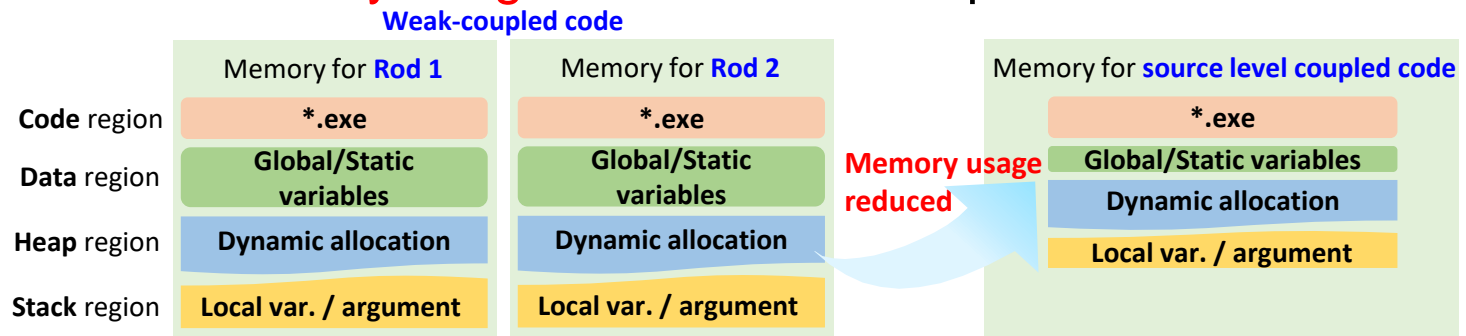 Weak-coupled code
Memory for Rod 1
Memory for Rod 2
Memory for source level coupled code
Code region
*.exe
*.exe
*.exe
Data region
Global/Static
variables
Global/Static
variables
Memory usage
reduced
Global/Static variables
Heap region
Dynamic allocation
Dynamic allocation
Dynamic allocation
Stack region
Local var. / argument
Local var. / argument
Local var. / argument